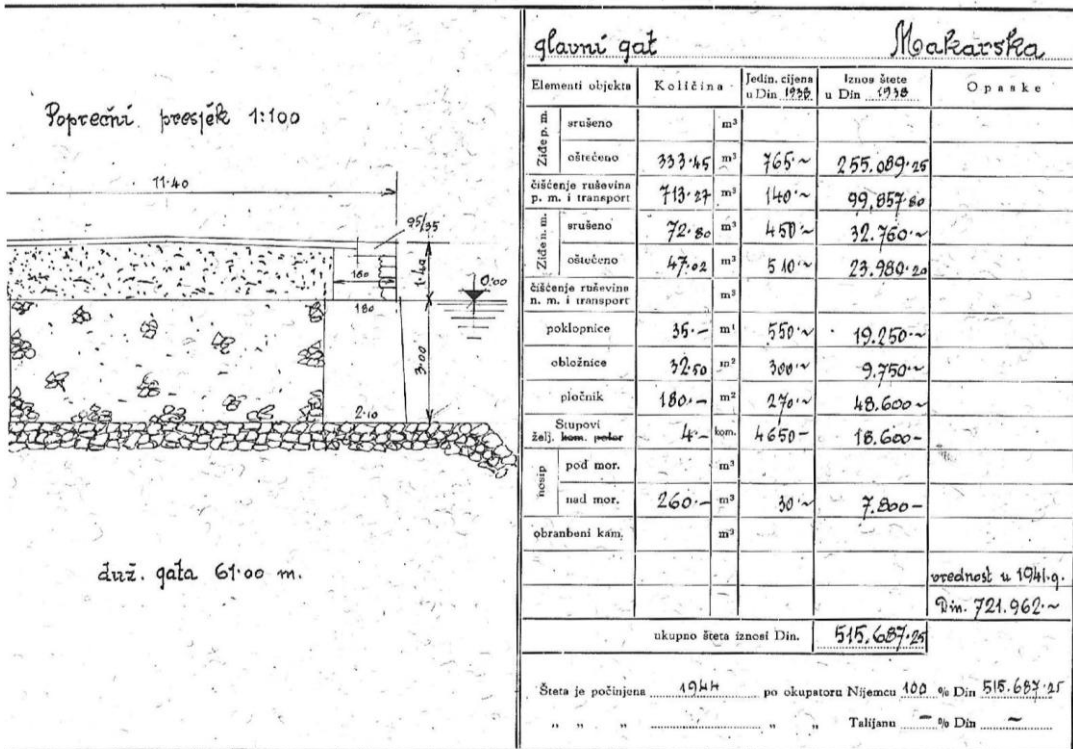 Poprečni presjek 1:100
11.40
25/35
180
1.40
0.00
180
3.00
2.10
duž. gata 61.00 m.
glavni gat Makarska
Elementi objekta Količina Jedin. cijena u Din 1938 Iznos štete u Din 1938 Opaske
Ziđe p. m. srušeno m³
oštećeno 333.45 m³ 765.~ 255.089.25
čišćenje ruševina p. m. i transport 713.27 m³ 140.~ 99.857.80
Ziđe n. m. srušeno 72.80 m³ 450.~ 32.760.~
oštećeno 47.02 m³ 510.~ 23.980.20
čišćenje ruševine n. m. i transport m³
poklopnice 35.- m¹ 550.~ 19.250.~
obložnice 32.50 m² 300.~ 9.750.~
pločnik 180.- m² 270.~ 48.600~
Stupovi želj. kom. 4.- kom. 4650- 18.600-
nosip pod mor. m³
nad mor. 260.- m³ 30.~ 7.800-
obranbeni kam. m³
vrednost u 1941.g.
Din. 721.962.~
ukupno šteta iznosi Din. 515.687.25
Šteta je počinjena 1944 po okupatoru Nijemcu 100 % Din 515.687.25
" " " " " Talijanu - % Din ~